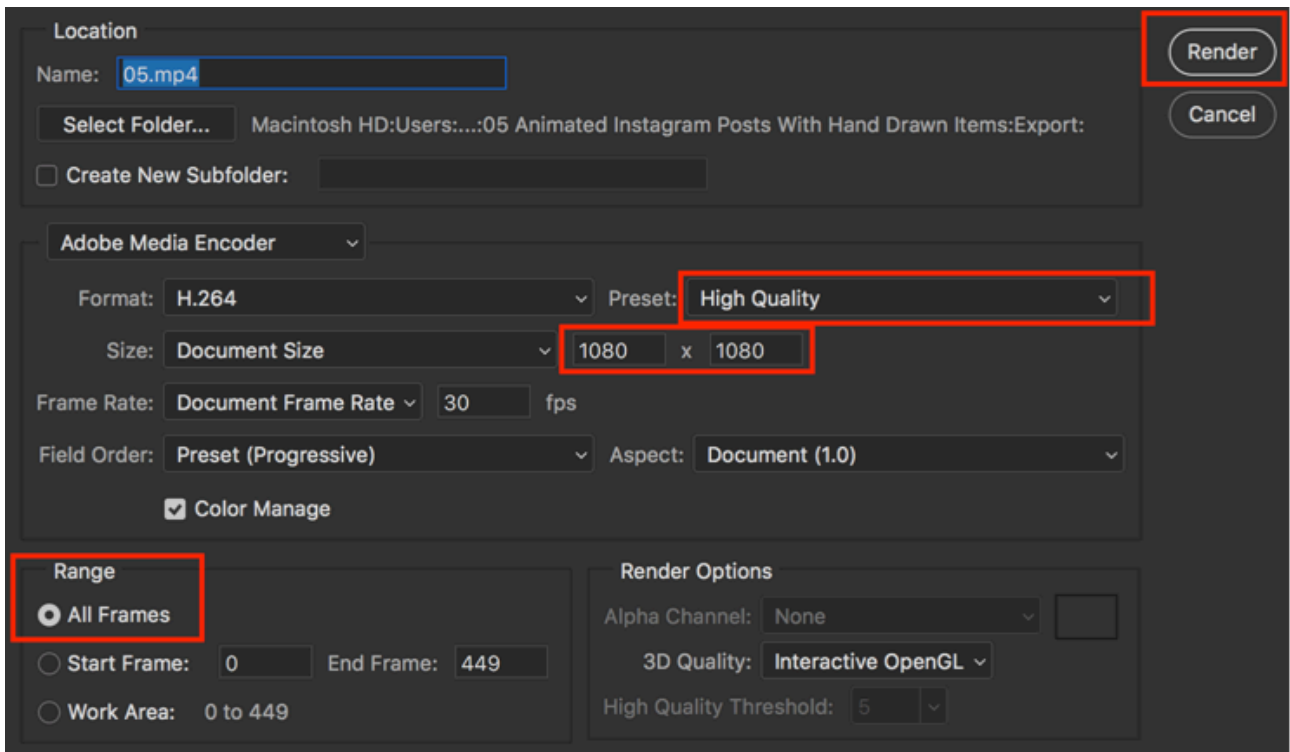 Location
Render
Name: 05.mp4
Select Folder... Macintosh HD:Users:...:05 Animated Instagram Posts With Hand Drawn Items:Export:
Cancel
Create New Subfolder:
Adobe Media Encoder
Format: H.264 Preset: High Quality
Size: Document Size 1080 x 1080
Frame Rate: Document Frame Rate 30 fps
Field Order: Preset (Progressive) Aspect: Document (1.0)
Color Manage
Range
All Frames
Start Frame: 0 End Frame: 449
Work Area: 0 to 449
Render Options
Alpha Channel: None
3D Quality: Interactive OpenGL
High Quality Threshold: 5